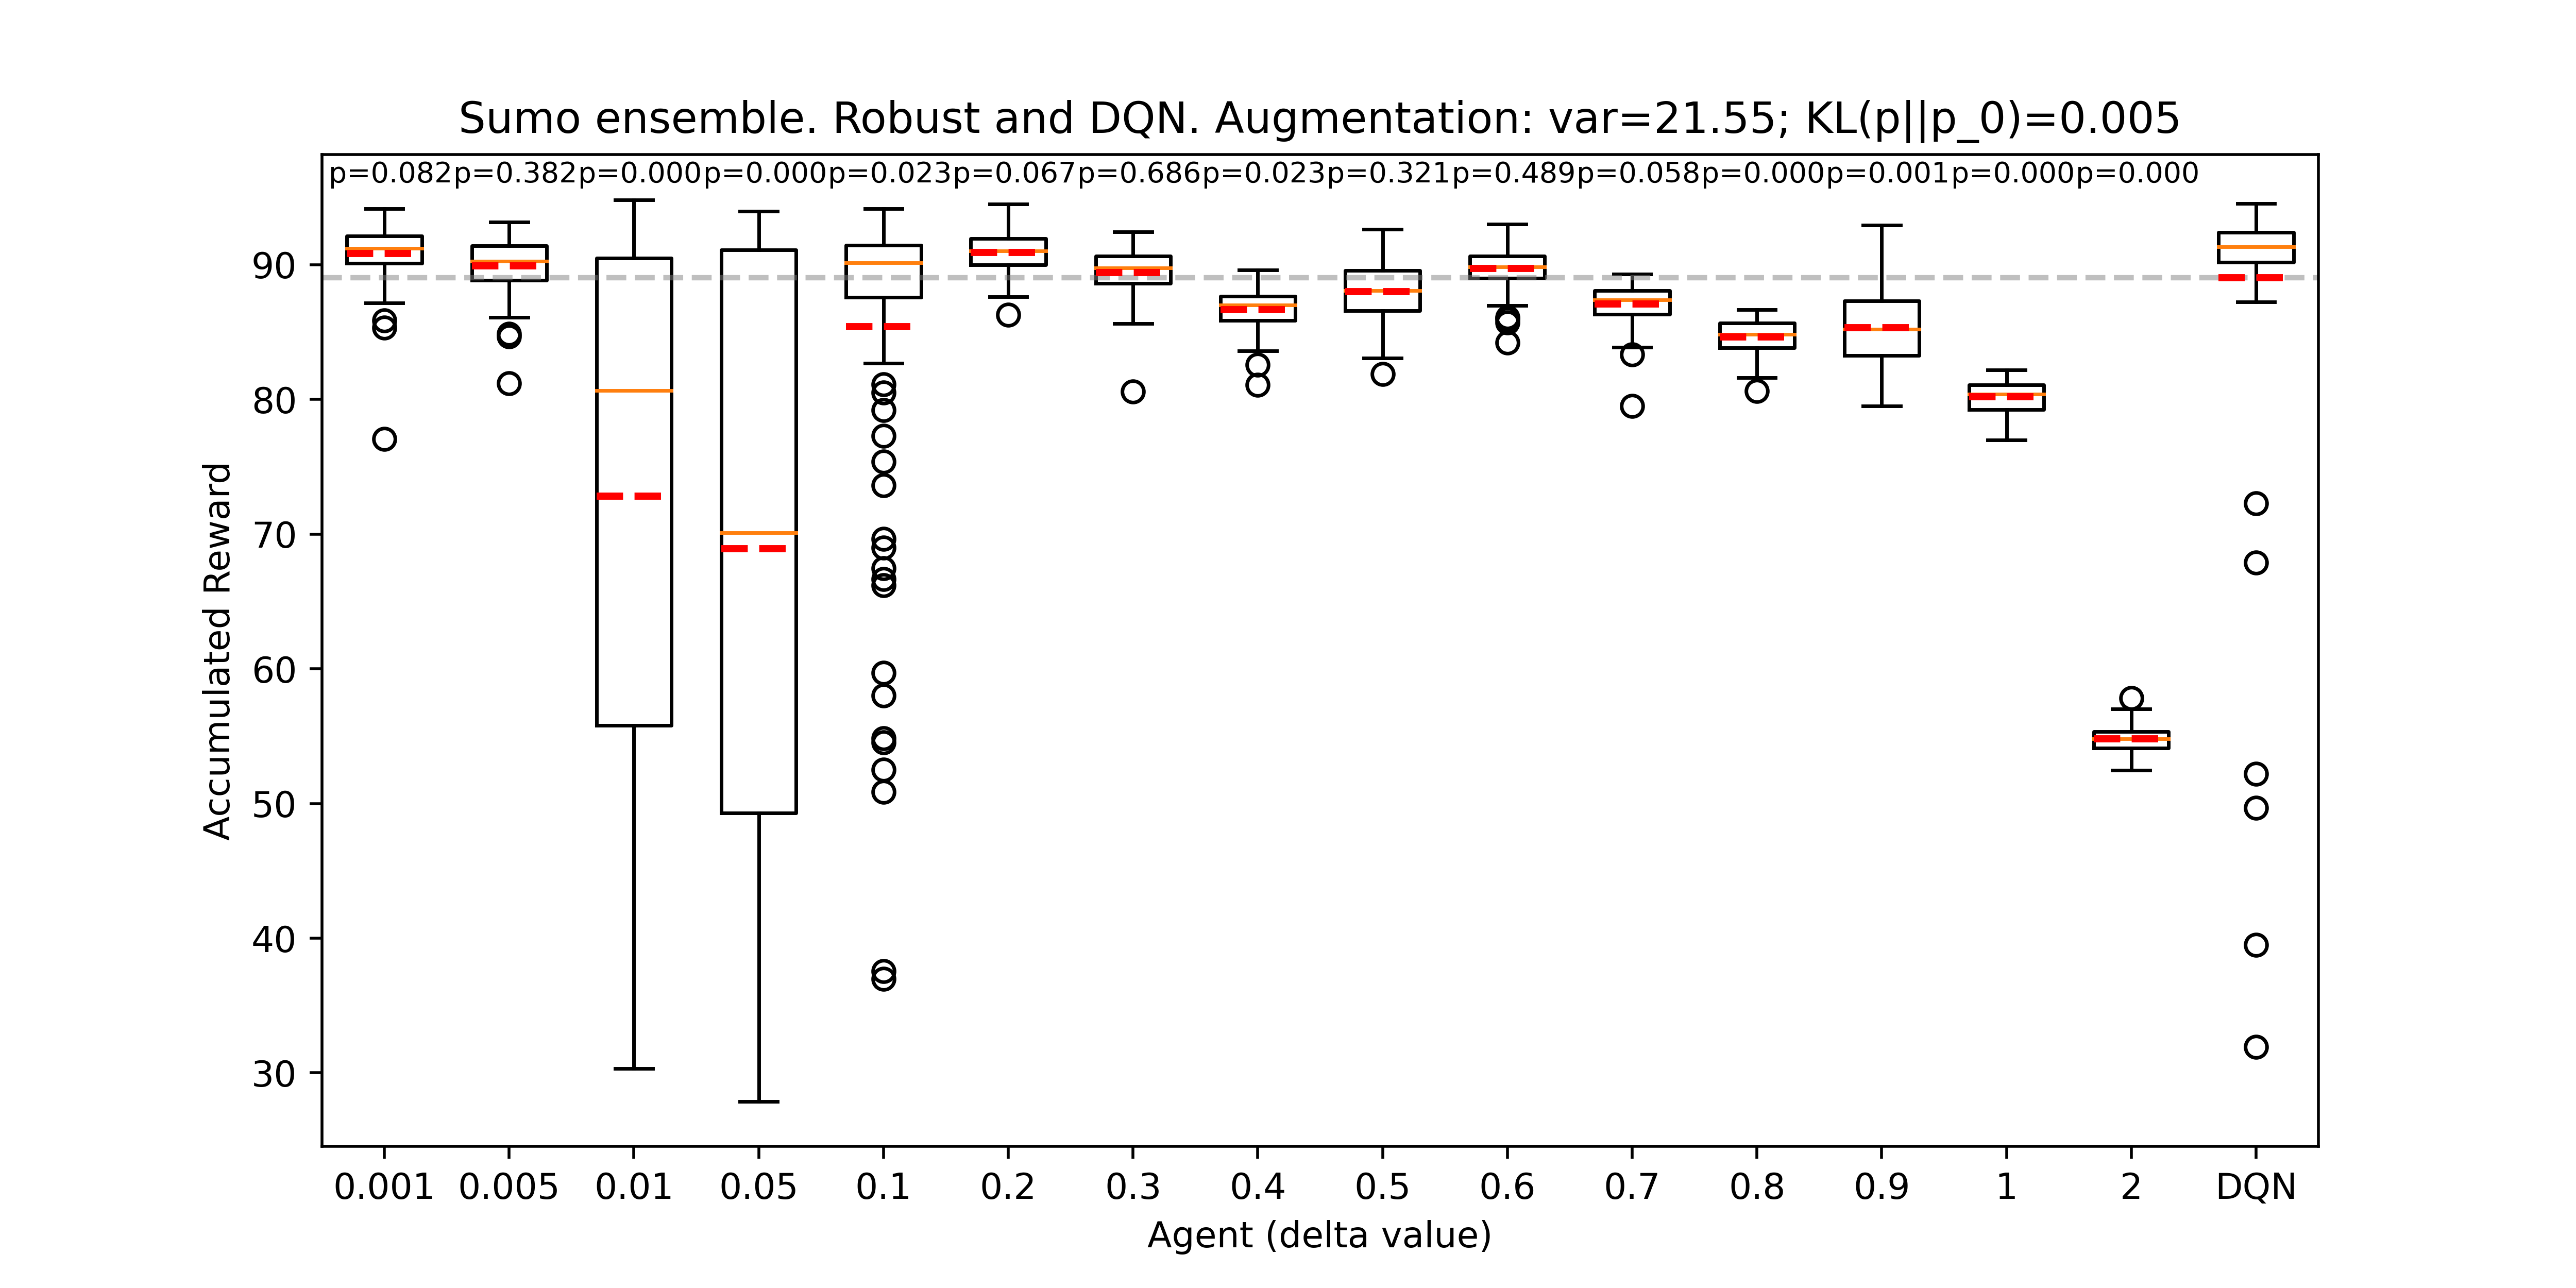 Sumo ensemble. Robust and DQN. Augmentation: var=21.55; KL(p||p_0)=0.005
p=0.082p=0.382p=0.000p=0.000p=0.023p=0.067p=0.686p=0.023p=0.321p=0.489p=0.058p=0.000p=0.001p=0.000p=0.000
90
80
70
60
50
40
30
Accumulated Reward
0.001 0.005 0.01 0.05 0.1 0.2 0.3 0.4 0.5 0.6 0.7 0.8 0.9 1 2 DQN
Agent (delta value)